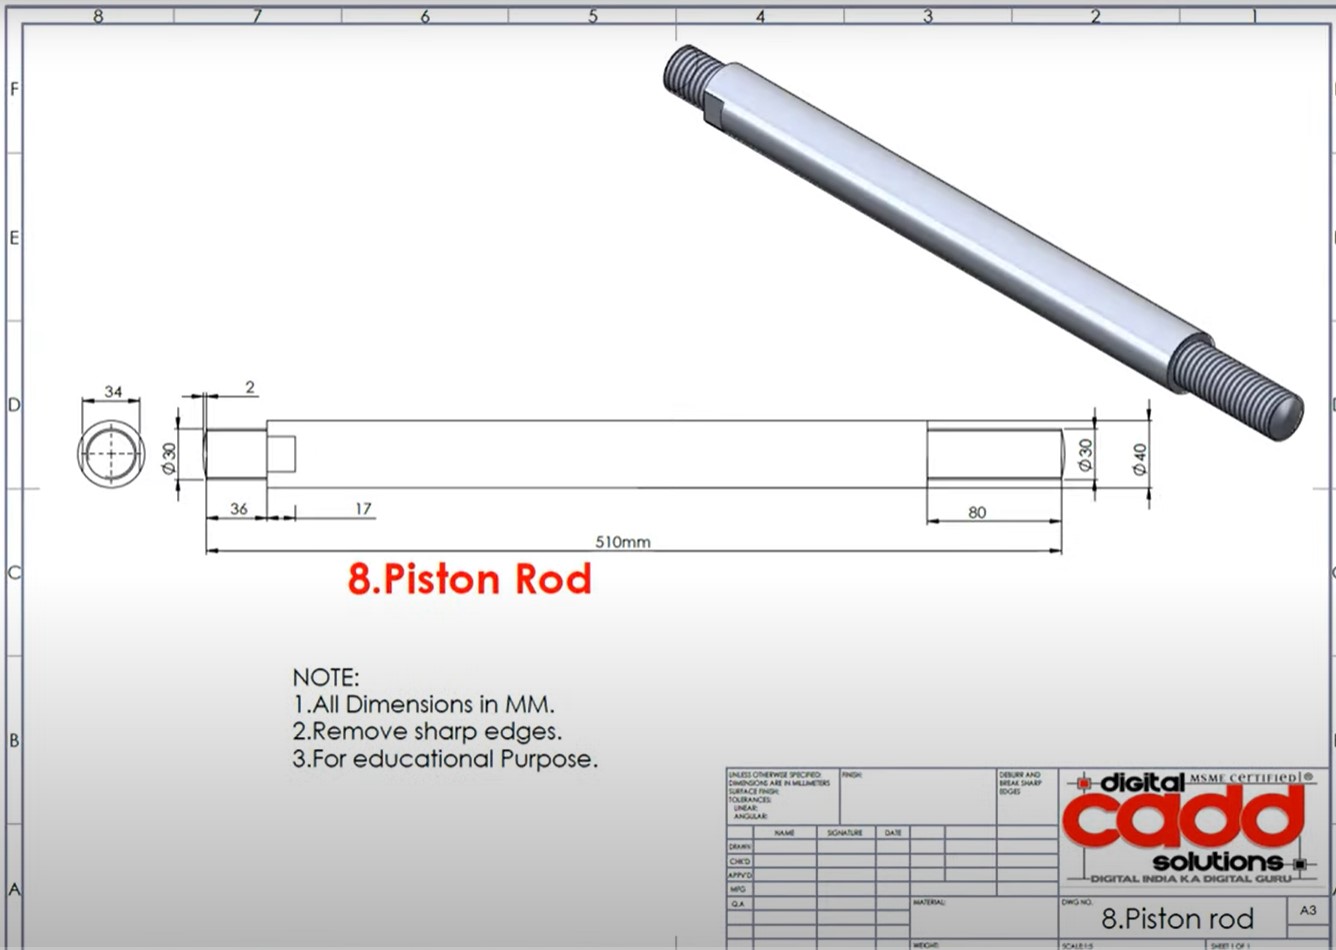 8 7 6 5 4 3 2 1
F
E
D
C
B
A
34
2
Ø30
36
17
510mm
80
Ø30
Ø40
8.Piston Rod
NOTE:
1.All Dimensions in MM.
2.Remove sharp edges.
3.For educational Purpose.
UNLESS OTHERWISE SPECIFIED:
DIMENSIONS ARE IN MILLIMETERS
SURFACE FINISH:
TOLERANCES:
LINEAR:
ANGULAR:
FINISH:
DEBURR AND
BREAK SHARP
EDGES
NAME SIGNATURE DATE
DRAWN
CHK'D
APPV'D
MFG
Q.A
MATERIAL:
WEIGHT:
digital MSME CERTIFIED ®
cadd
solutions
DIGITAL INDIA KA DIGITAL GURU
DWG NO.
8.Piston rod
A3
SCALE:1:5
SHEET 1 OF 1